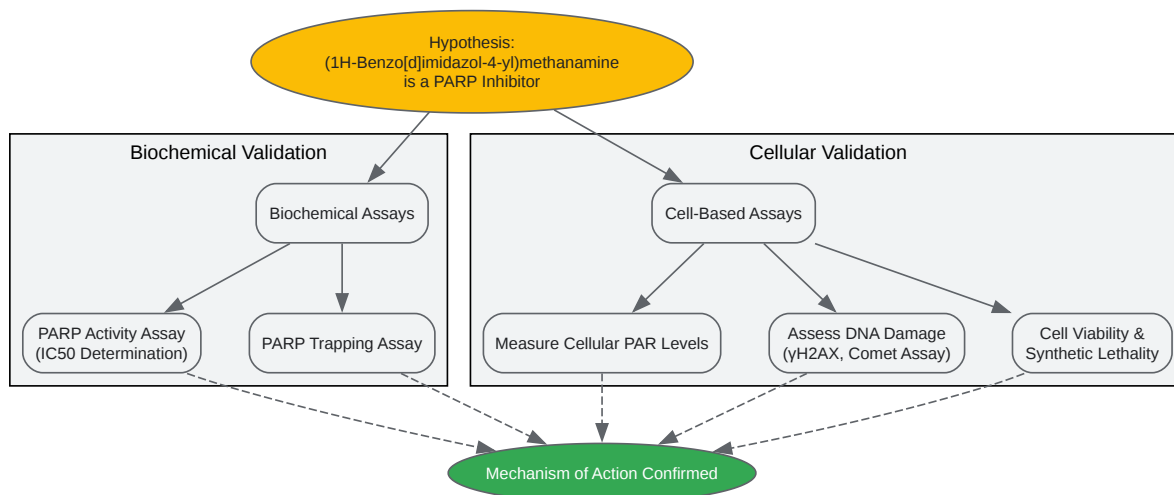 Hypothesis:
(1H-Benzo[d]imidazol-4-yl)methanamine
is a PARP Inhibitor
Biochemical Validation
Cellular Validation
Biochemical Assays
Cell-Based Assays
PARP Activity Assay
(IC50 Determination)
PARP Trapping Assay
Measure Cellular PAR Levels
Assess DNA Damage
(γH2AX, Comet Assay)
Cell Viability &
Synthetic Lethality
Mechanism of Action Confirmed